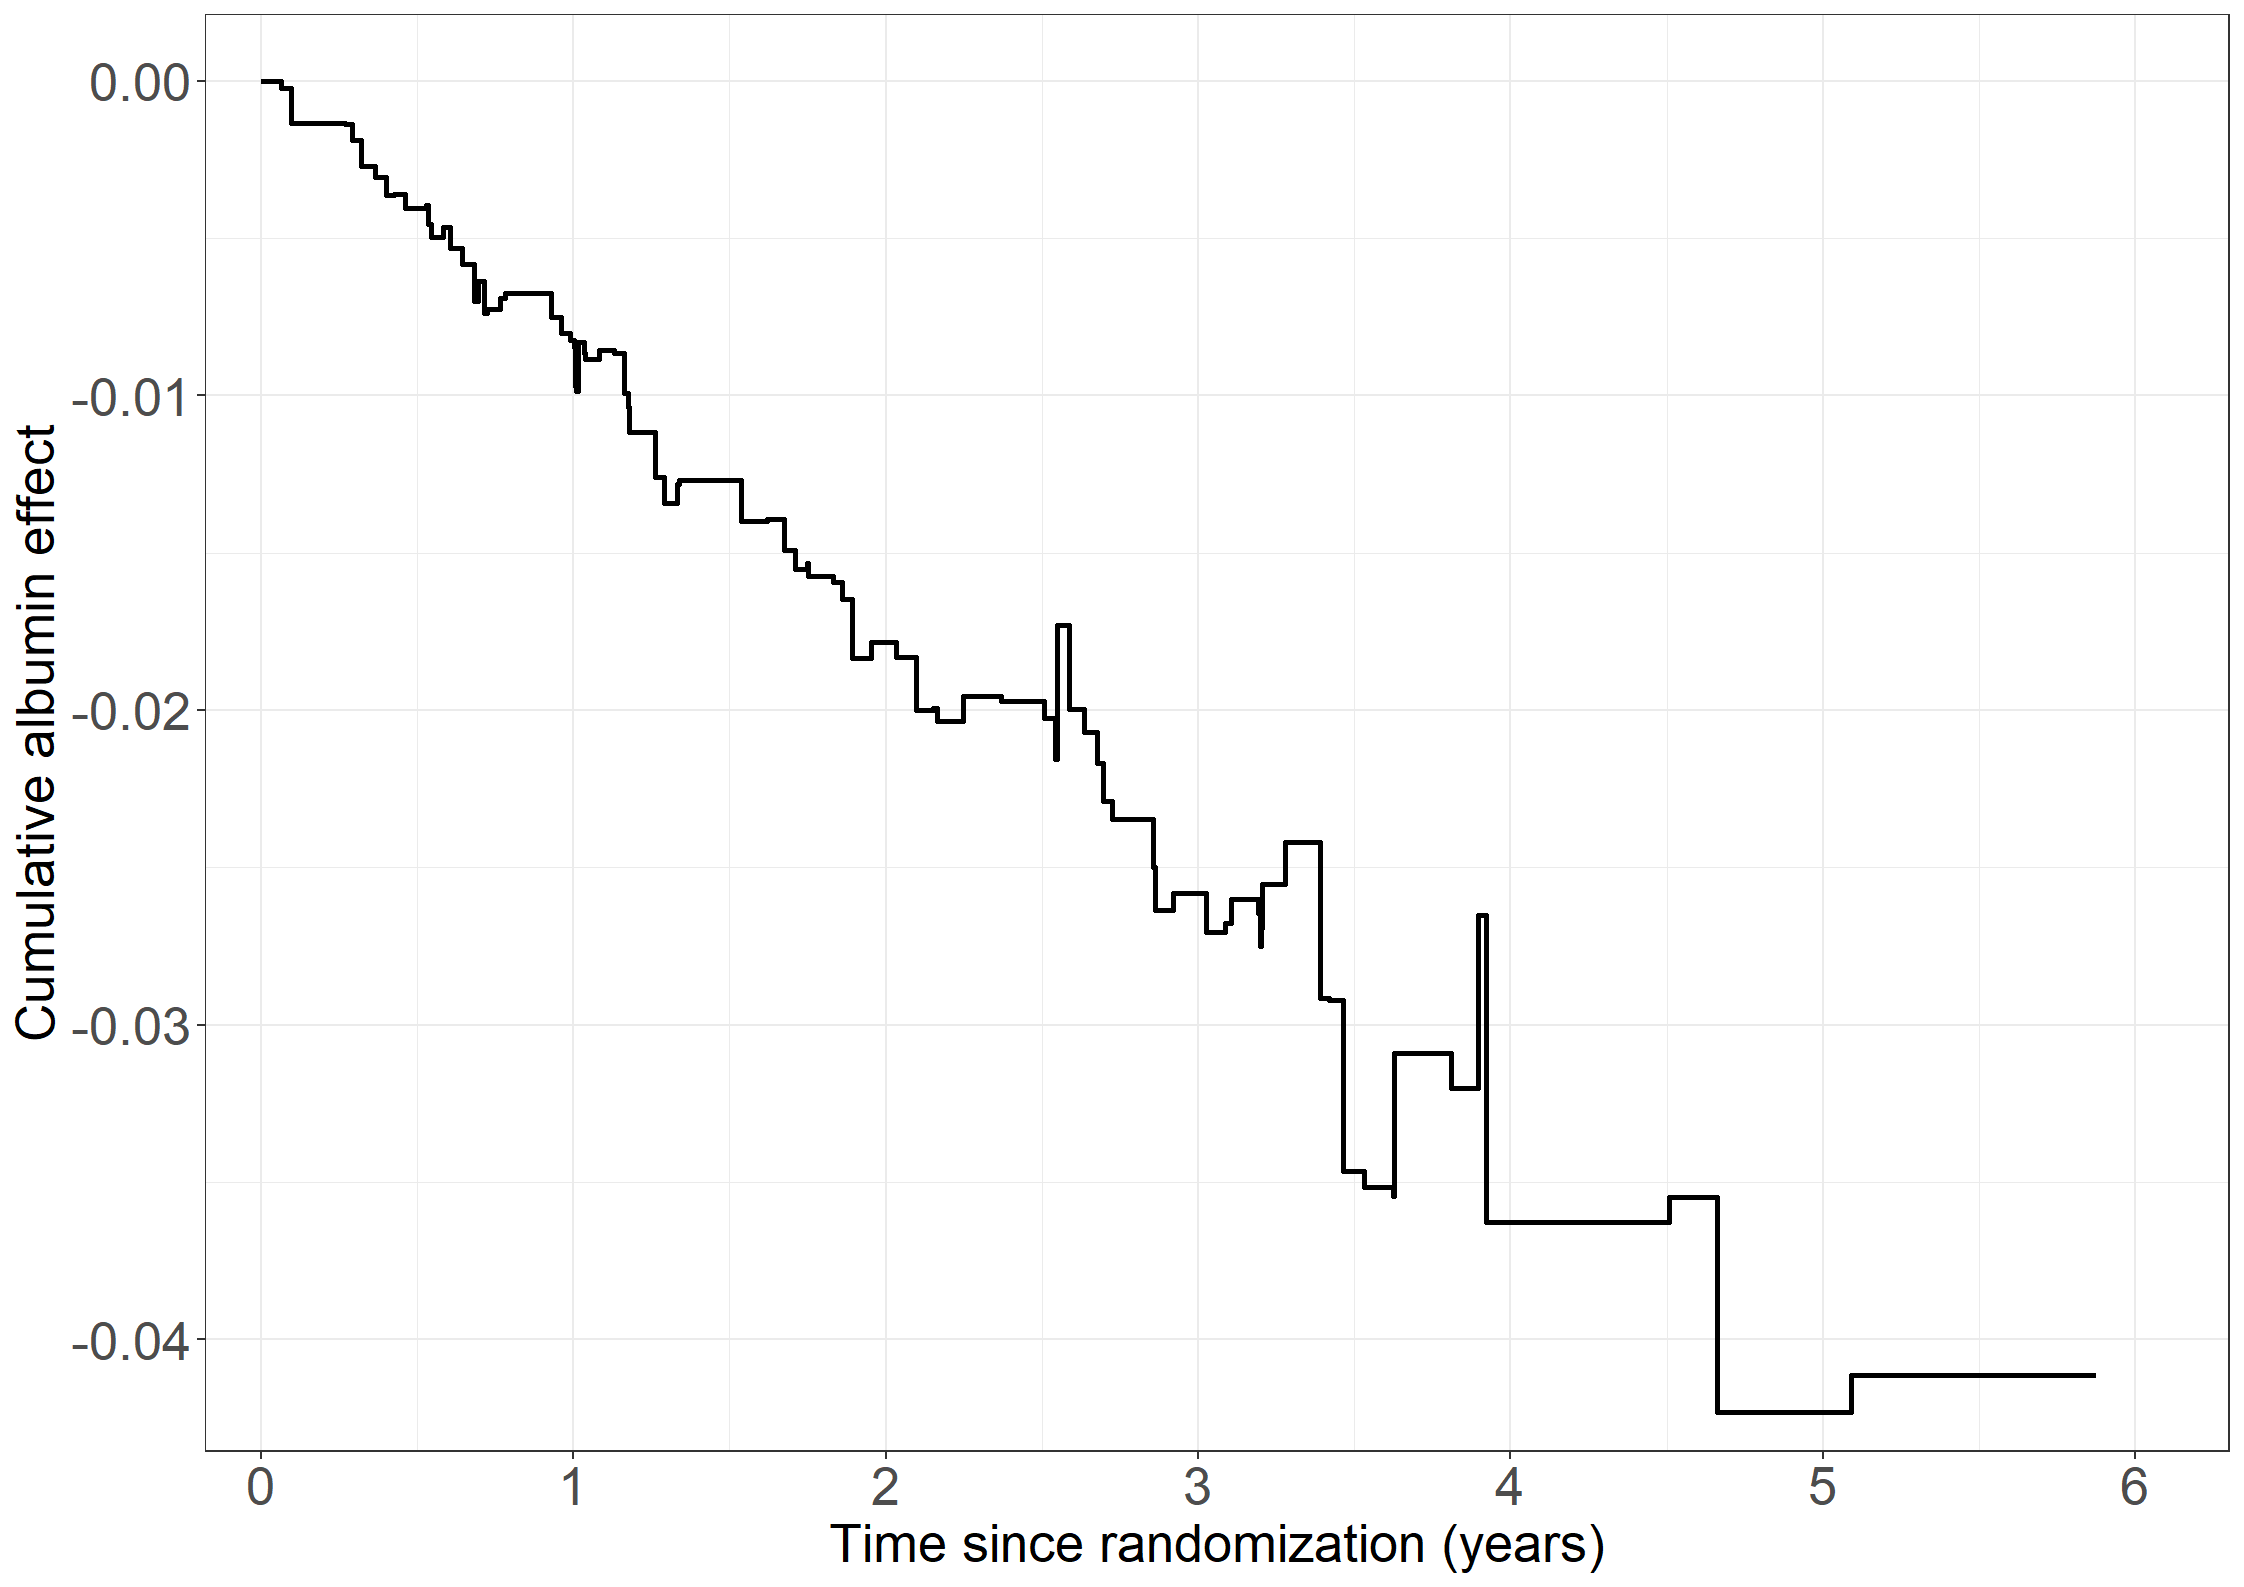 Cumulative albumin effect
0.00
-0.01
-0.02
-0.03
-0.04
0 1 2 3 4 5 6
Time since randomization (years)